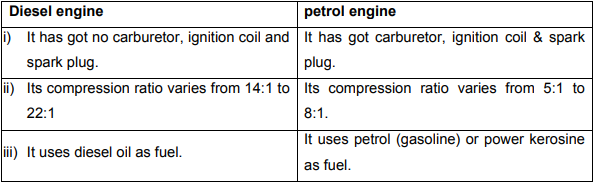 Diesel engine
petrol engine
i) It has got no carburetor, ignition coil and
spark plug.
It has got carburetor, ignition coil & spark
plug.
ii) Its compression ratio varies from 14:1 to
22:1
Its compression ratio varies from 5:1 to
8:1.
iii) It uses diesel oil as fuel.
It uses petrol (gasoline) or power kerosine
as fuel.